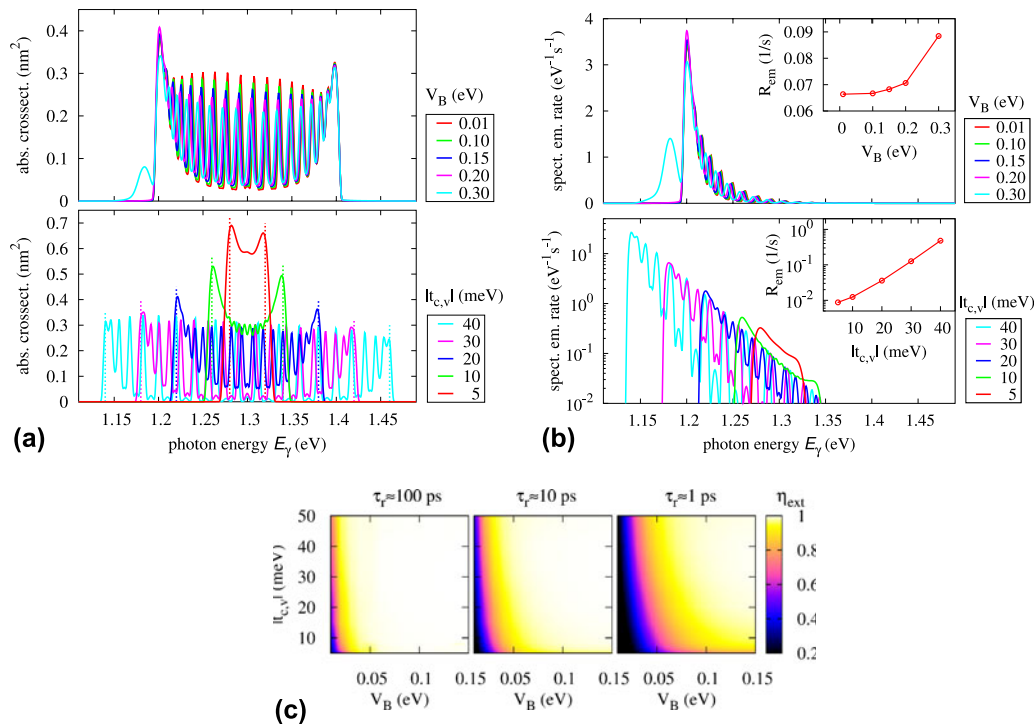 abs. crossect. (nm²)
0.4
0.3
0.2
0.1
0
V_B (eV)
0.01
0.10
0.15
0.20
0.30
abs. crossect. (nm²)
0.7
0.6
0.5
0.4
0.3
0.2
0.1
0
1.15 1.2 1.25 1.3 1.35 1.4 1.45
photon energy E_γ (eV)
|t_c,v| (meV)
40
30
20
10
5
(a)
spect. em. rate (eV⁻¹s⁻¹)
4
3
2
1
0
R_em (1/s)
0.09
0.08
0.07
0.06
0 0.1 0.2 0.3
V_B (eV)
V_B (eV)
0.01
0.10
0.15
0.20
0.30
spect. em. rate (eV⁻¹s⁻¹)
10¹
10⁰
10⁻¹
10⁻²
R_em (1/s)
10⁰
10⁻¹
10⁻²
10 20 30 40
|t_c,v| (meV)
1.15 1.2 1.25 1.3 1.35 1.4 1.45
photon energy E_γ (eV)
|t_c,v| (meV)
40
30
20
10
5
(b)
τ_r≈100 ps τ_r≈10 ps τ_r≈1 ps η_ext
|t_c,v| (meV)
50
40
30
20
10
0.05 0.1 0.15 0.05 0.1 0.15 0.05 0.1 0.15
V_B (eV) V_B (eV) V_B (eV)
1
0.8
0.6
0.4
0.2
(c)